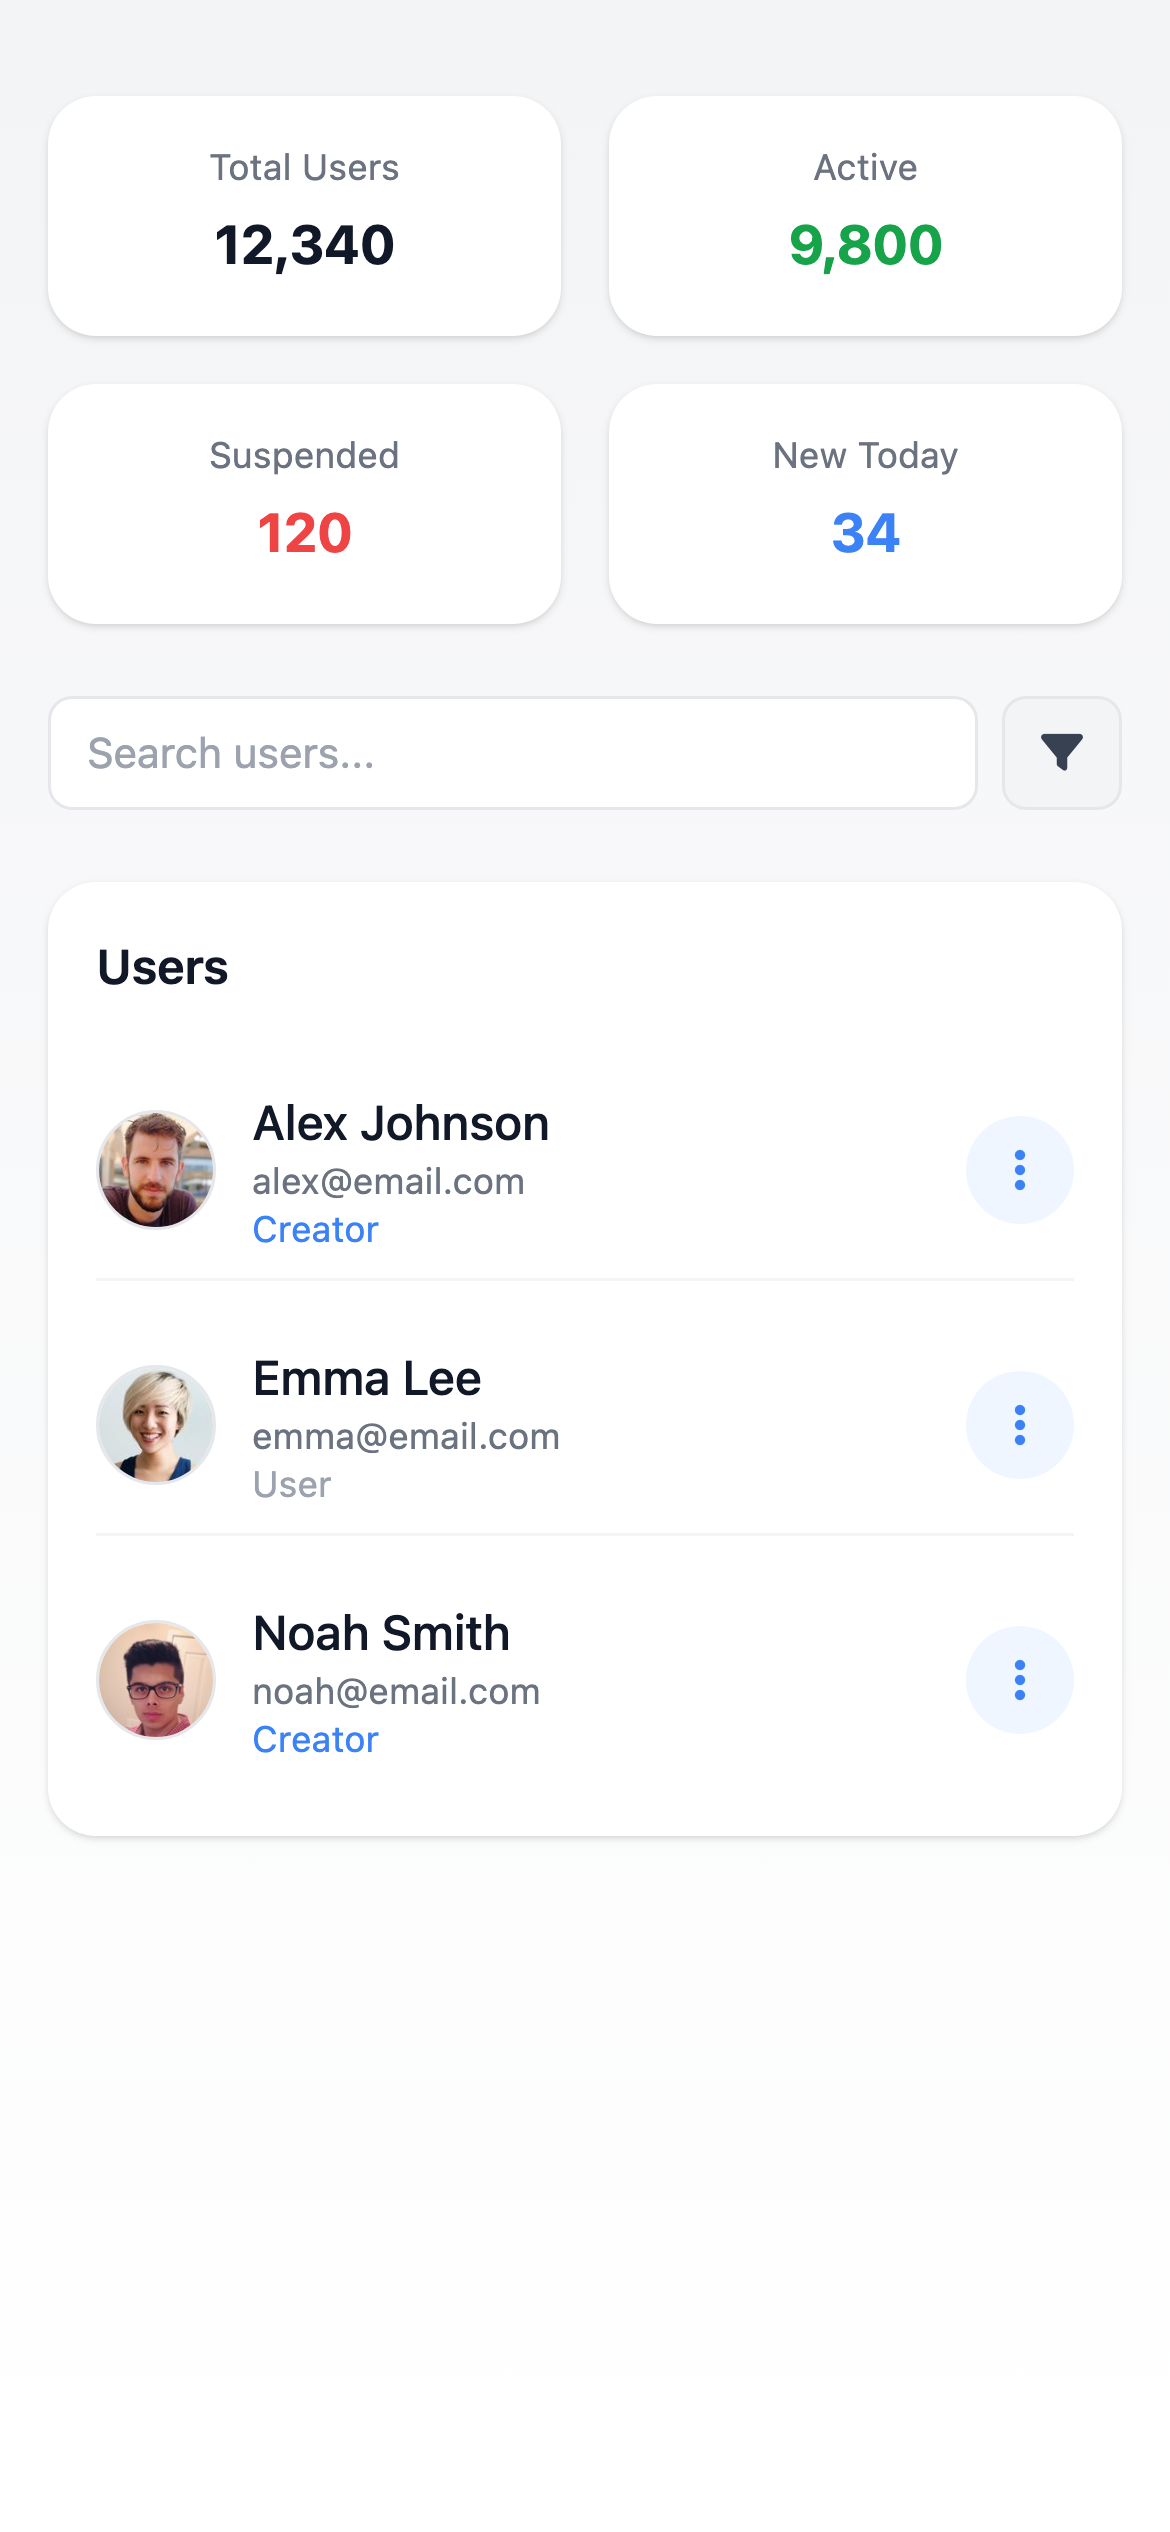 Total Users
12,340
Active
9,800
Suspended
120
New Today
34
Search users...
Users
Alex Johnson
alex@email.com
Creator
Emma Lee
emma@email.com
User
Noah Smith
noah@email.com
Creator